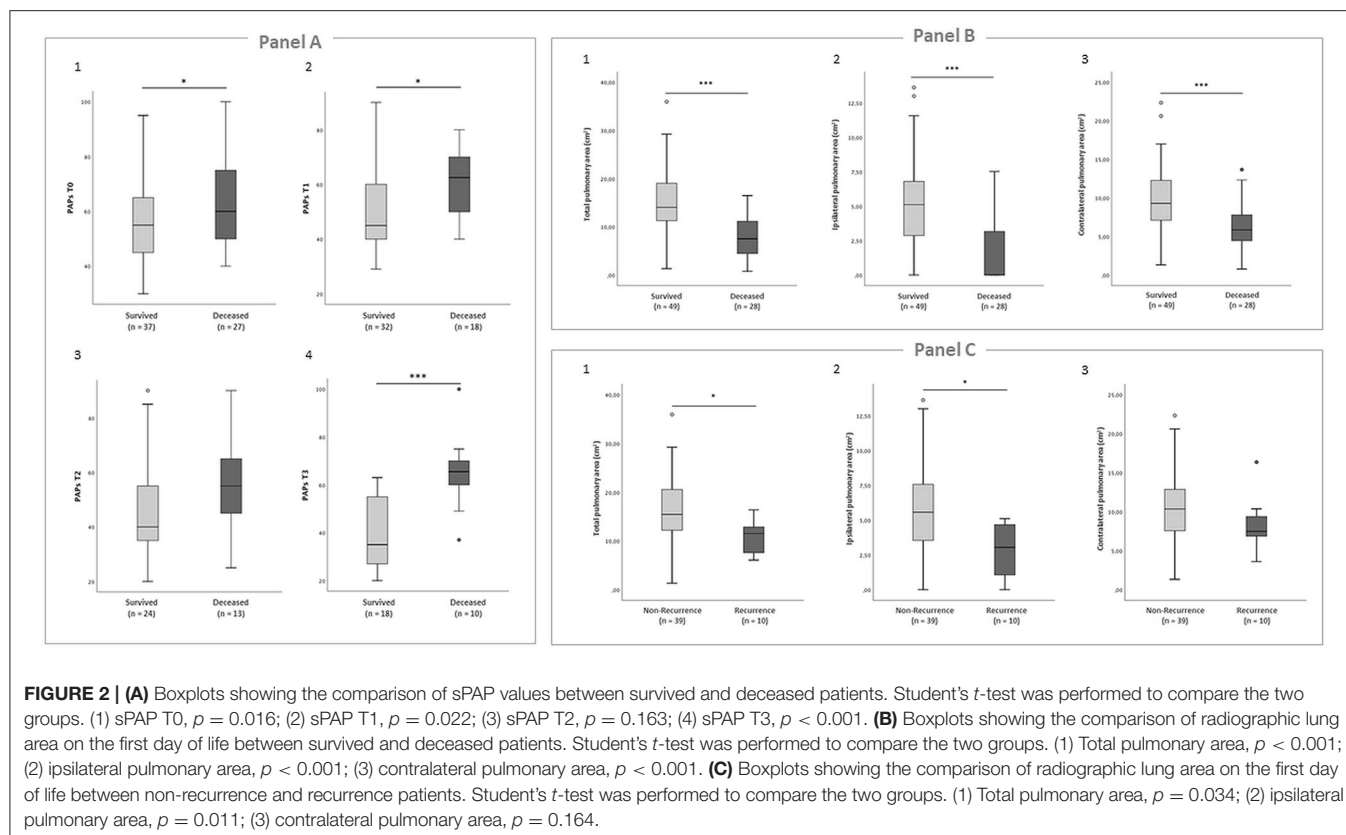 Panel A
1
*
PAPs T0
100
80
60
40
Survived
(n = 37)
Deceased
(n = 27)
2
*
PAPs T1
80
60
40
20
Survived
(n = 32)
Deceased
(n = 18)
3
PAPs T2
80
60
40
20
Survived
(n = 24)
Deceased
(n = 13)
4
***
PAPs T3
100
80
60
40
20
Survived
(n = 18)
Deceased
(n = 10)
Panel B
1
***
Total pulmonary area (cm²)
40,00
30,00
20,00
10,00
,00
Survived
(n = 49)
Deceased
(n = 28)
2
***
Ipsilateral pulmonary area (cm²)
12,50
10,00
7,50
5,00
2,50
,00
Survived
(n = 49)
Deceased
(n = 28)
3
***
Contralateral pulmonary area (cm²)
25,00
20,00
15,00
10,00
5,00
,00
Survived
(n = 49)
Deceased
(n = 28)
Panel C
1
*
Total pulmonary area (cm²)
40,00
30,00
20,00
10,00
,00
Non-Recurrence
(n = 39)
Recurrence
(n = 10)
2
*
Ipsilateral pulmonary area (cm²)
12,50
10,00
7,50
5,00
2,50
,00
Non-Recurrence
(n = 39)
Recurrence
(n = 10)
3
Contralateral pulmonary area (cm²)
25,00
20,00
15,00
10,00
5,00
,00
Non-Recurrence
(n = 39)
Recurrence
(n = 10)
FIGURE 2 | (A) Boxplots showing the comparison of sPAP values between survived and deceased patients. Student's t-test was performed to compare the two
groups. (1) sPAP T0, p = 0.016; (2) sPAP T1, p = 0.022; (3) sPAP T2, p = 0.163; (4) sPAP T3, p < 0.001. (B) Boxplots showing the comparison of radiographic lung
area on the first day of life between survived and deceased patients. Student's t-test was performed to compare the two groups. (1) Total pulmonary area, p < 0.001;
(2) ipsilateral pulmonary area, p < 0.001; (3) contralateral pulmonary area, p < 0.001. (C) Boxplots showing the comparison of radiographic lung area on the first day
of life between non-recurrence and recurrence patients. Student's t-test was performed to compare the two groups. (1) Total pulmonary area, p = 0.034; (2) ipsilateral
pulmonary area, p = 0.011; (3) contralateral pulmonary area, p = 0.164.